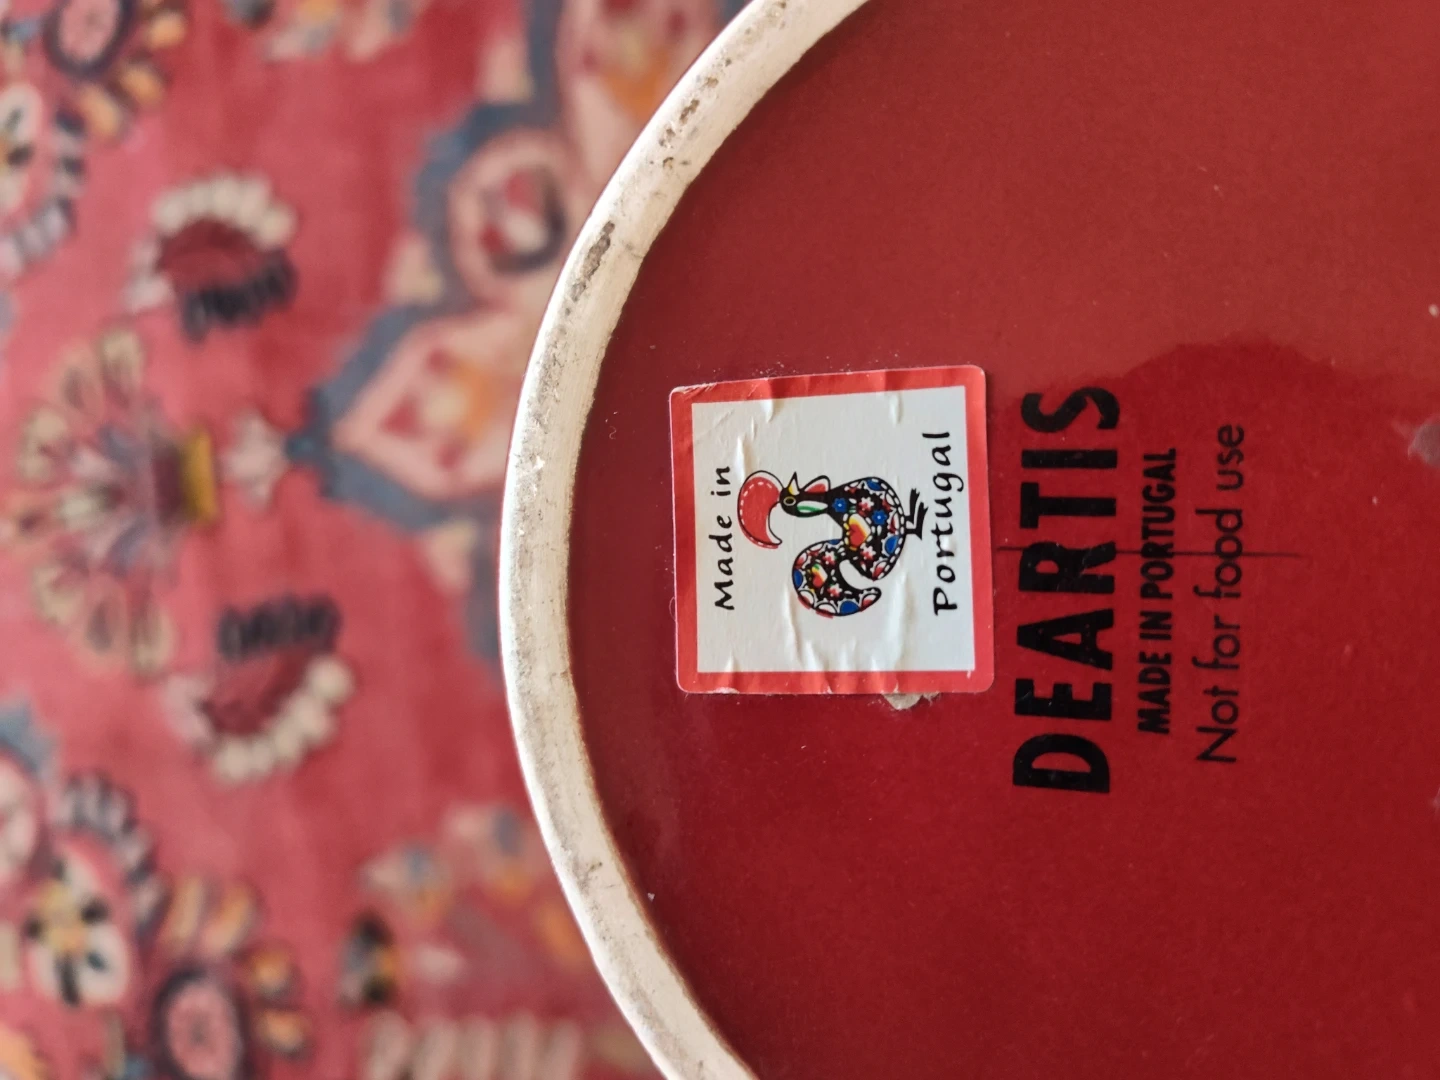 Made in
Portugal
DEARTIS
MADE IN PORTUGAL
Not for food use